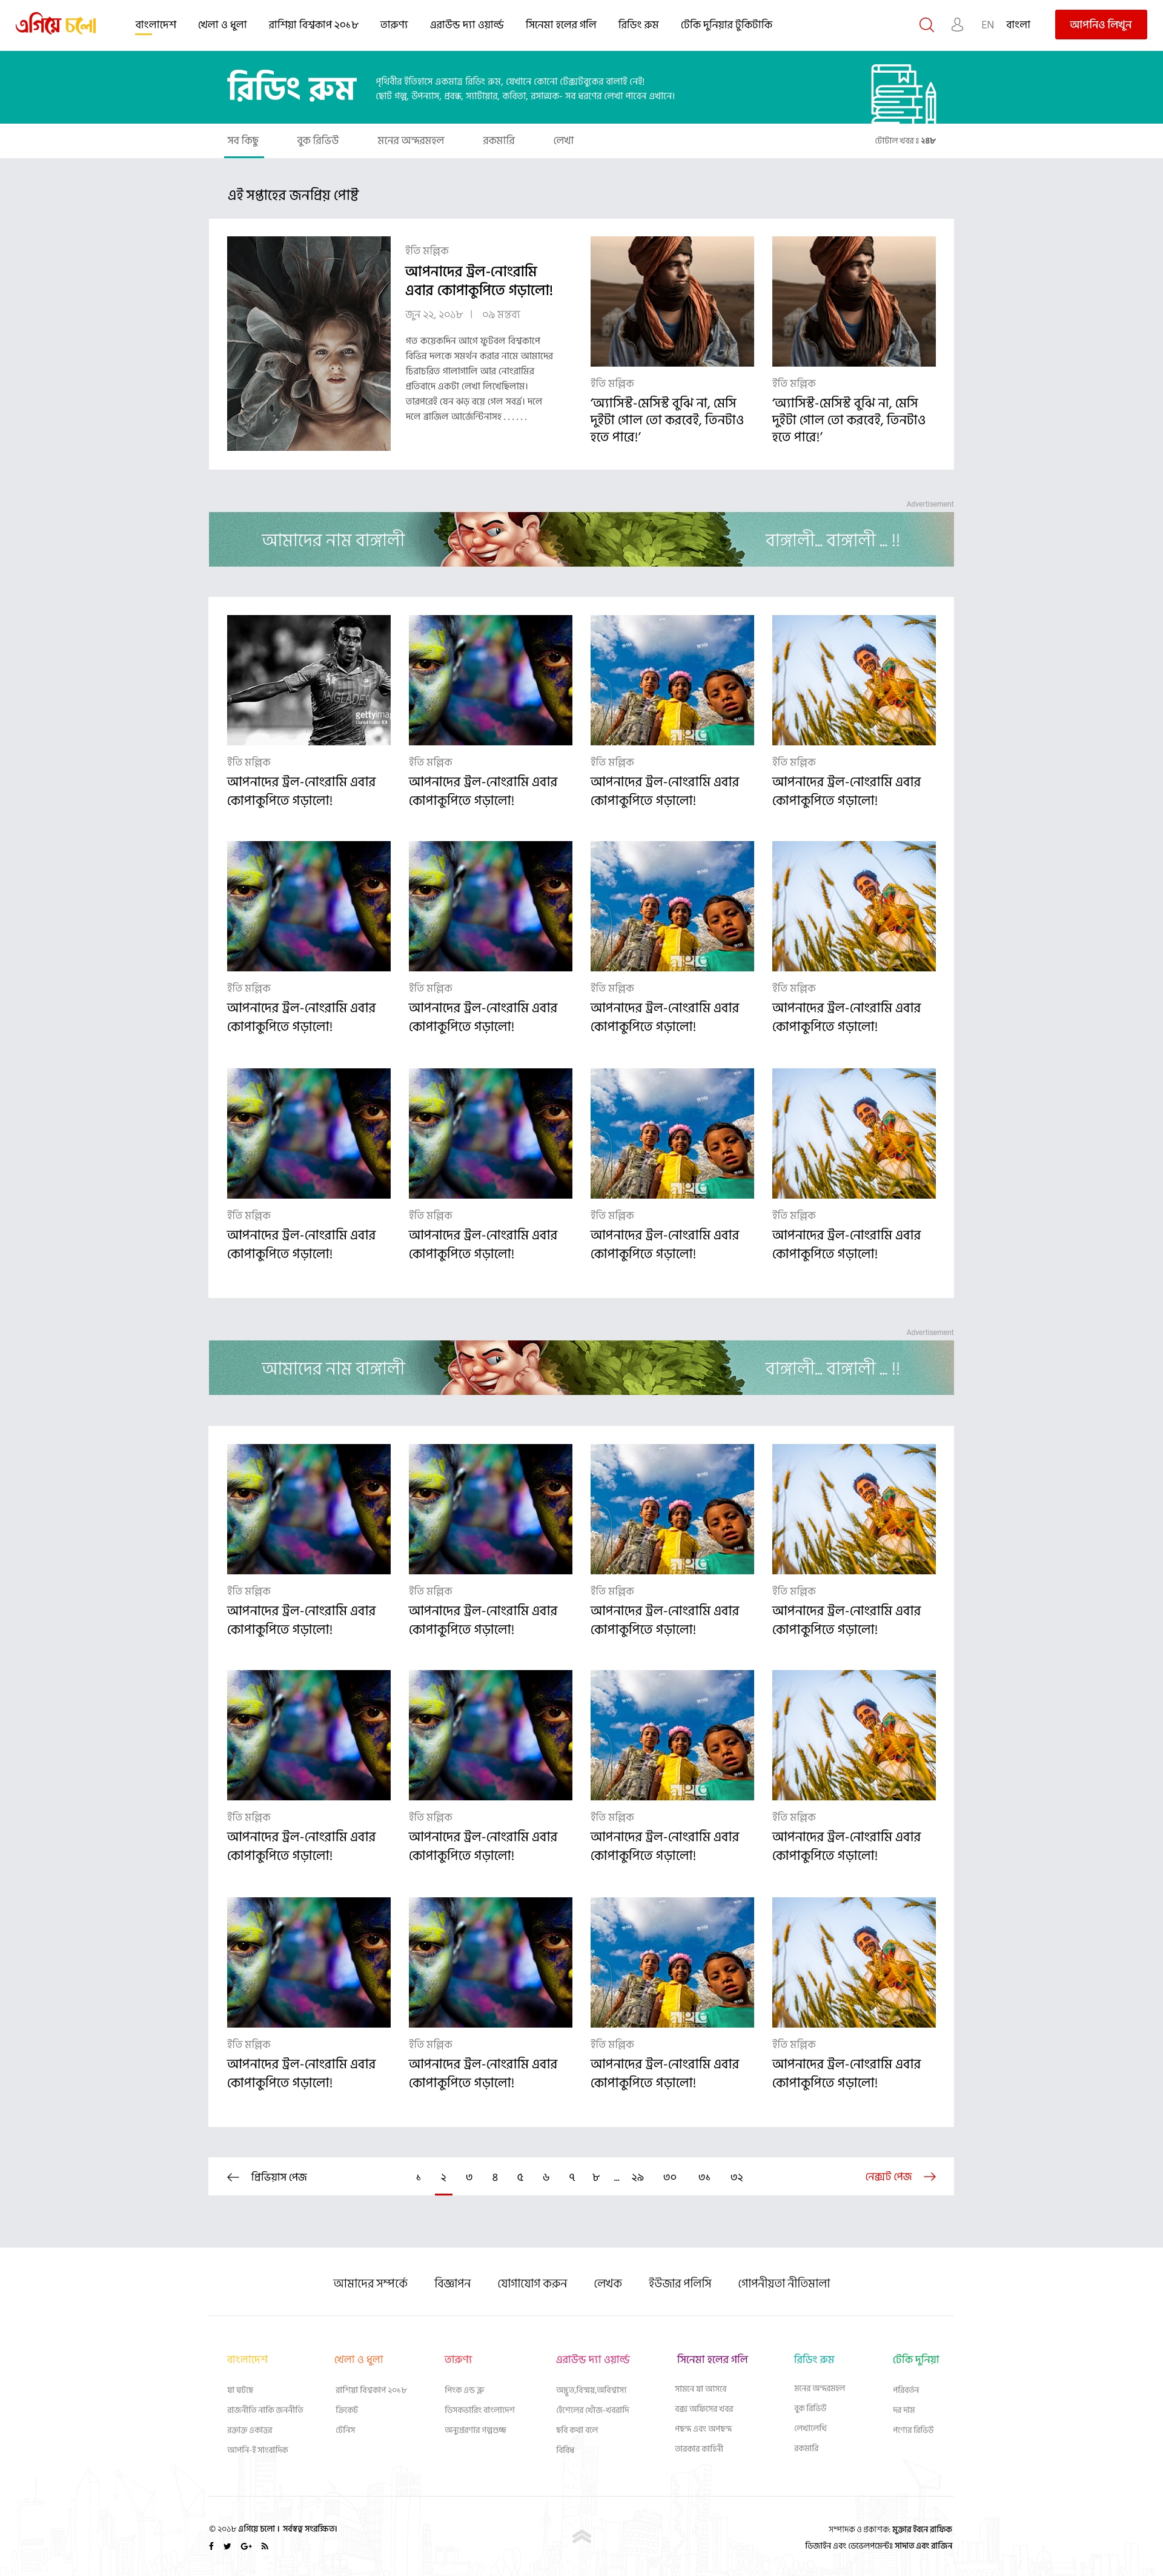 এগিয়ে চলো
বাংলাদেশ খেলা ও ধুলা রাশিয়া বিশ্বকাপ ২০১৮ তারুণ্য এরাউন্ড দ্যা ওয়ার্ল্ড সিনেমা হলের গলি রিডিং রুম টেকি দুনিয়ার টুকিটাকি EN বাংলা আপনিও লিখুন
রিডিং রুম
পৃথিবীর ইতিহাসে একমাত্র রিডিং রুম, যেখানে কোনো টেক্সটবুকের বালাই নেই!
ছোট গল্প, উপন্যাস, প্রবন্ধ, স্যাটায়ার, কবিতা, রসাত্মক- সব ধরণের লেখা পাবেন এখানে।
সব কিছু বুক রিভিউ মনের অন্দরমহল রকমারি লেখা টোটাল খবর ঃ ২৪৮
এই সপ্তাহের জনপ্রিয় পোষ্ট
ইতি মল্লিক
আপনাদের ট্রল-নোংরামি
এবার কোপাকুপিতে গড়ালো!
জুন ২২, ২০১৮ | ০৯ মন্তব্য
গত কয়েকদিন আগে ফুটবল বিশ্বকাপে
বিভিন্ন দলকে সমর্থন করার নামে আমাদের
চিরাচরিত গালাগালি আর নোংরামির
প্রতিবাদে একটা লেখা লিখেছিলাম।
তারপরেই যেন ঝড় বয়ে গেল সবর্ত্র। দলে
দলে ব্রাজিল আর্জেন্টিনাসহ . . . . . .
ইতি মল্লিক
‘অ্যাসিস্ট-মেসিস্ট বুঝি না, মেসি
দুইটা গোল তো করবেই, তিনটাও
হতে পারে!’
ইতি মল্লিক
‘অ্যাসিস্ট-মেসিস্ট বুঝি না, মেসি
দুইটা গোল তো করবেই, তিনটাও
হতে পারে!’
Advertisement
আমাদের নাম বাঙ্গালী বাঙ্গালী... বাঙ্গালী ... !!
gettyima
ইতি মল্লিক ইতি মল্লিক ইতি মল্লিক ইতি মল্লিক
আপনাদের ট্রল-নোংরামি এবার আপনাদের ট্রল-নোংরামি এবার আপনাদের ট্রল-নোংরামি এবার আপনাদের ট্রল-নোংরামি এবার
কোপাকুপিতে গড়ালো! কোপাকুপিতে গড়ালো! কোপাকুপিতে গড়ালো! কোপাকুপিতে গড়ালো!
ইতি মল্লিক ইতি মল্লিক ইতি মল্লিক ইতি মল্লিক
আপনাদের ট্রল-নোংরামি এবার আপনাদের ট্রল-নোংরামি এবার আপনাদের ট্রল-নোংরামি এবার আপনাদের ট্রল-নোংরামি এবার
কোপাকুপিতে গড়ালো! কোপাকুপিতে গড়ালো! কোপাকুপিতে গড়ালো! কোপাকুপিতে গড়ালো!
ইতি মল্লিক ইতি মল্লিক ইতি মল্লিক ইতি মল্লিক
আপনাদের ট্রল-নোংরামি এবার আপনাদের ট্রল-নোংরামি এবার আপনাদের ট্রল-নোংরামি এবার আপনাদের ট্রল-নোংরামি এবার
কোপাকুপিতে গড়ালো! কোপাকুপিতে গড়ালো! কোপাকুপিতে গড়ালো! কোপাকুপিতে গড়ালো!
Advertisement
আমাদের নাম বাঙ্গালী বাঙ্গালী... বাঙ্গালী ... !!
ইতি মল্লিক ইতি মল্লিক ইতি মল্লিক ইতি মল্লিক
আপনাদের ট্রল-নোংরামি এবার আপনাদের ট্রল-নোংরামি এবার আপনাদের ট্রল-নোংরামি এবার আপনাদের ট্রল-নোংরামি এবার
কোপাকুপিতে গড়ালো! কোপাকুপিতে গড়ালো! কোপাকুপিতে গড়ালো! কোপাকুপিতে গড়ালো!
ইতি মল্লিক ইতি মল্লিক ইতি মল্লিক ইতি মল্লিক
আপনাদের ট্রল-নোংরামি এবার আপনাদের ট্রল-নোংরামি এবার আপনাদের ট্রল-নোংরামি এবার আপনাদের ট্রল-নোংরামি এবার
কোপাকুপিতে গড়ালো! কোপাকুপিতে গড়ালো! কোপাকুপিতে গড়ালো! কোপাকুপিতে গড়ালো!
ইতি মল্লিক ইতি মল্লিক ইতি মল্লিক ইতি মল্লিক
আপনাদের ট্রল-নোংরামি এবার আপনাদের ট্রল-নোংরামি এবার আপনাদের ট্রল-নোংরামি এবার আপনাদের ট্রল-নোংরামি এবার
কোপাকুপিতে গড়ালো! কোপাকুপিতে গড়ালো! কোপাকুপিতে গড়ালো! কোপাকুপিতে গড়ালো!
প্রিভিয়াস পেজ ১ ২ ৩ ৪ ৫ ৬ ৭ ৮ ... ২৯ ৩০ ৩১ ৩২ নেক্সট পেজ
আমাদের সম্পর্কে বিজ্ঞাপন যোগাযোগ করুন লেখক ইউজার পলিসি গোপনীয়তা নীতিমালা
বাংলাদেশ খেলা ও ধুলা তারুণ্য এরাউন্ড দ্যা ওয়ার্ল্ড সিনেমা হলের গলি রিডিং রুম টেকি দুনিয়া
যা ঘটছে রাশিয়া বিশ্বকাপ ২০১৮ পিংক এন্ড ব্লু অদ্ভুত,বিস্ময়,অবিশ্বাস্য সামনে যা আসবে মনের অন্দরমহল পরিবর্তন
রাজনীতি নাকি জননীতি ক্রিকেট ডিসকভারিং বাংলাদেশ হেঁশেলের খোঁজ-খবরাদি বক্স অফিসের খবর বুক রিভিউ দর দাম
রক্তাক্ত একাত্তর টেনিস অনুপ্রেরণার গল্পগুচ্ছ ছবি কথা বলে পছন্দ এবং অপছন্দ লেখালেখি পণ্যের রিভিউ
আপনি-ই সাংবাদিক বিবিধ তারকার কাহিনী রকমারি
© ২০১৮ এগিয়ে চলো । সর্বস্বত্ব সংরক্ষিত।
সম্পাদক ও প্রকাশক: মুক্তার ইবনে রাফিক
ডিজাইন এবং ডেভেলপমেন্টঃ সাদাত এবং রাজিন